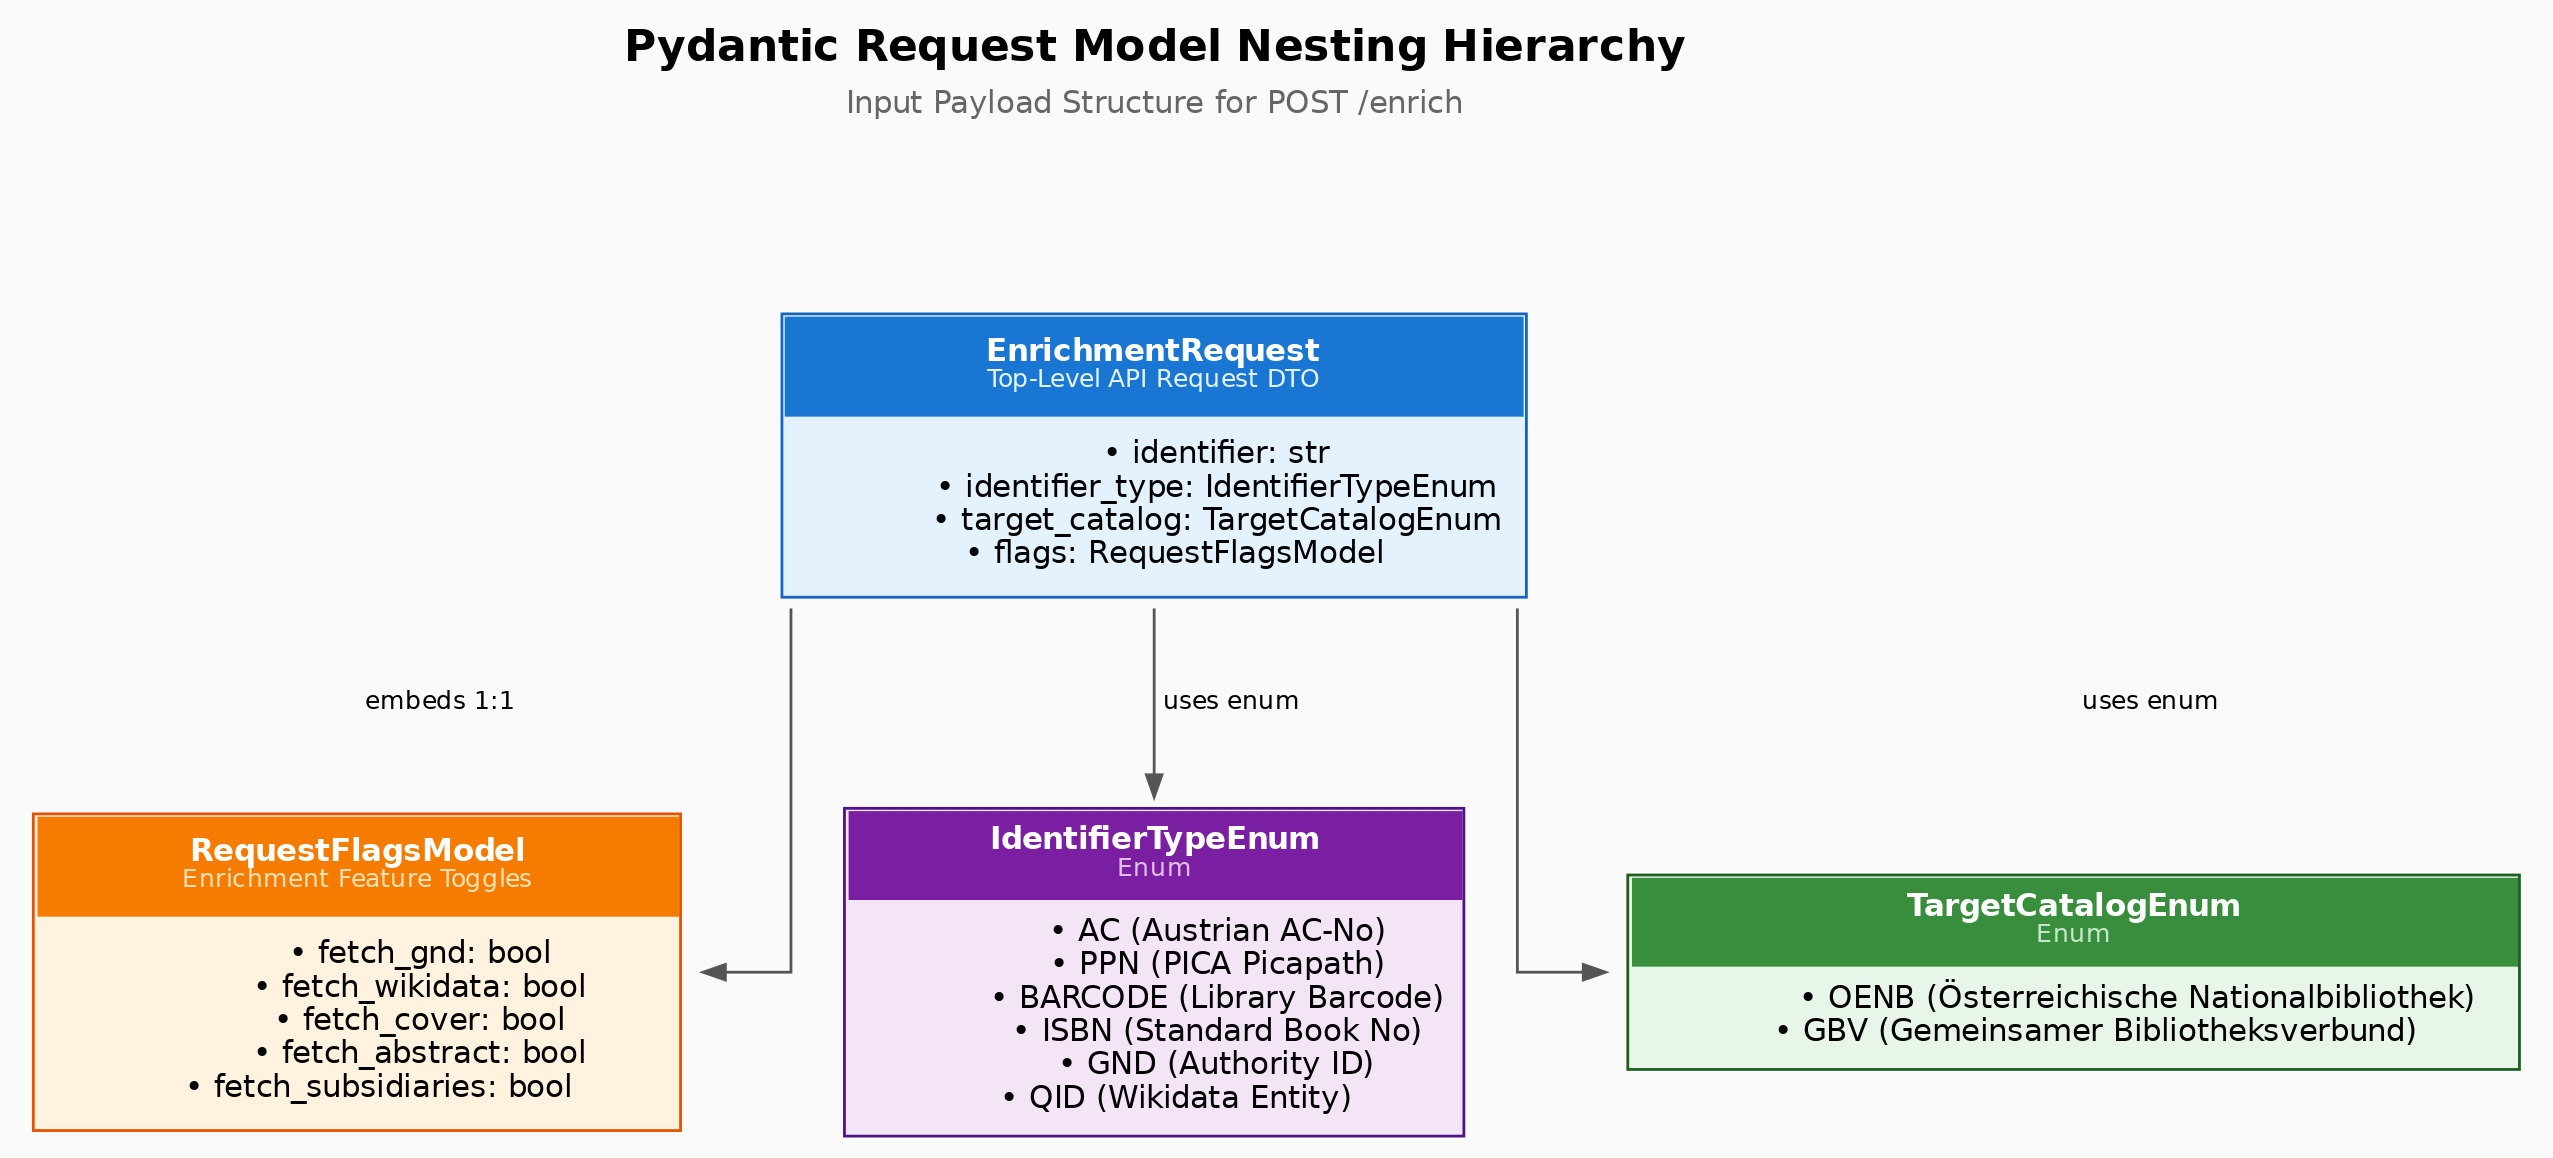 Pydantic Request Model Nesting Hierarchy
Input Payload Structure for POST /enrich
EnrichmentRequest
Top-Level API Request DTO
• identifier: str
• identifier_type: IdentifierTypeEnum
• target_catalog: TargetCatalogEnum
• flags: RequestFlagsModel
embeds 1:1
uses enum
uses enum
RequestFlagsModel
Enrichment Feature Toggles
• fetch_gnd: bool
• fetch_wikidata: bool
• fetch_cover: bool
• fetch_abstract: bool
• fetch_subsidiaries: bool
IdentifierTypeEnum
Enum
• AC (Austrian AC-No)
• PPN (PICA Picapath)
• BARCODE (Library Barcode)
• ISBN (Standard Book No)
• GND (Authority ID)
• QID (Wikidata Entity)
TargetCatalogEnum
Enum
• OENB (Österreichische Nationalbibliothek)
• GBV (Gemeinsamer Bibliotheksverbund)